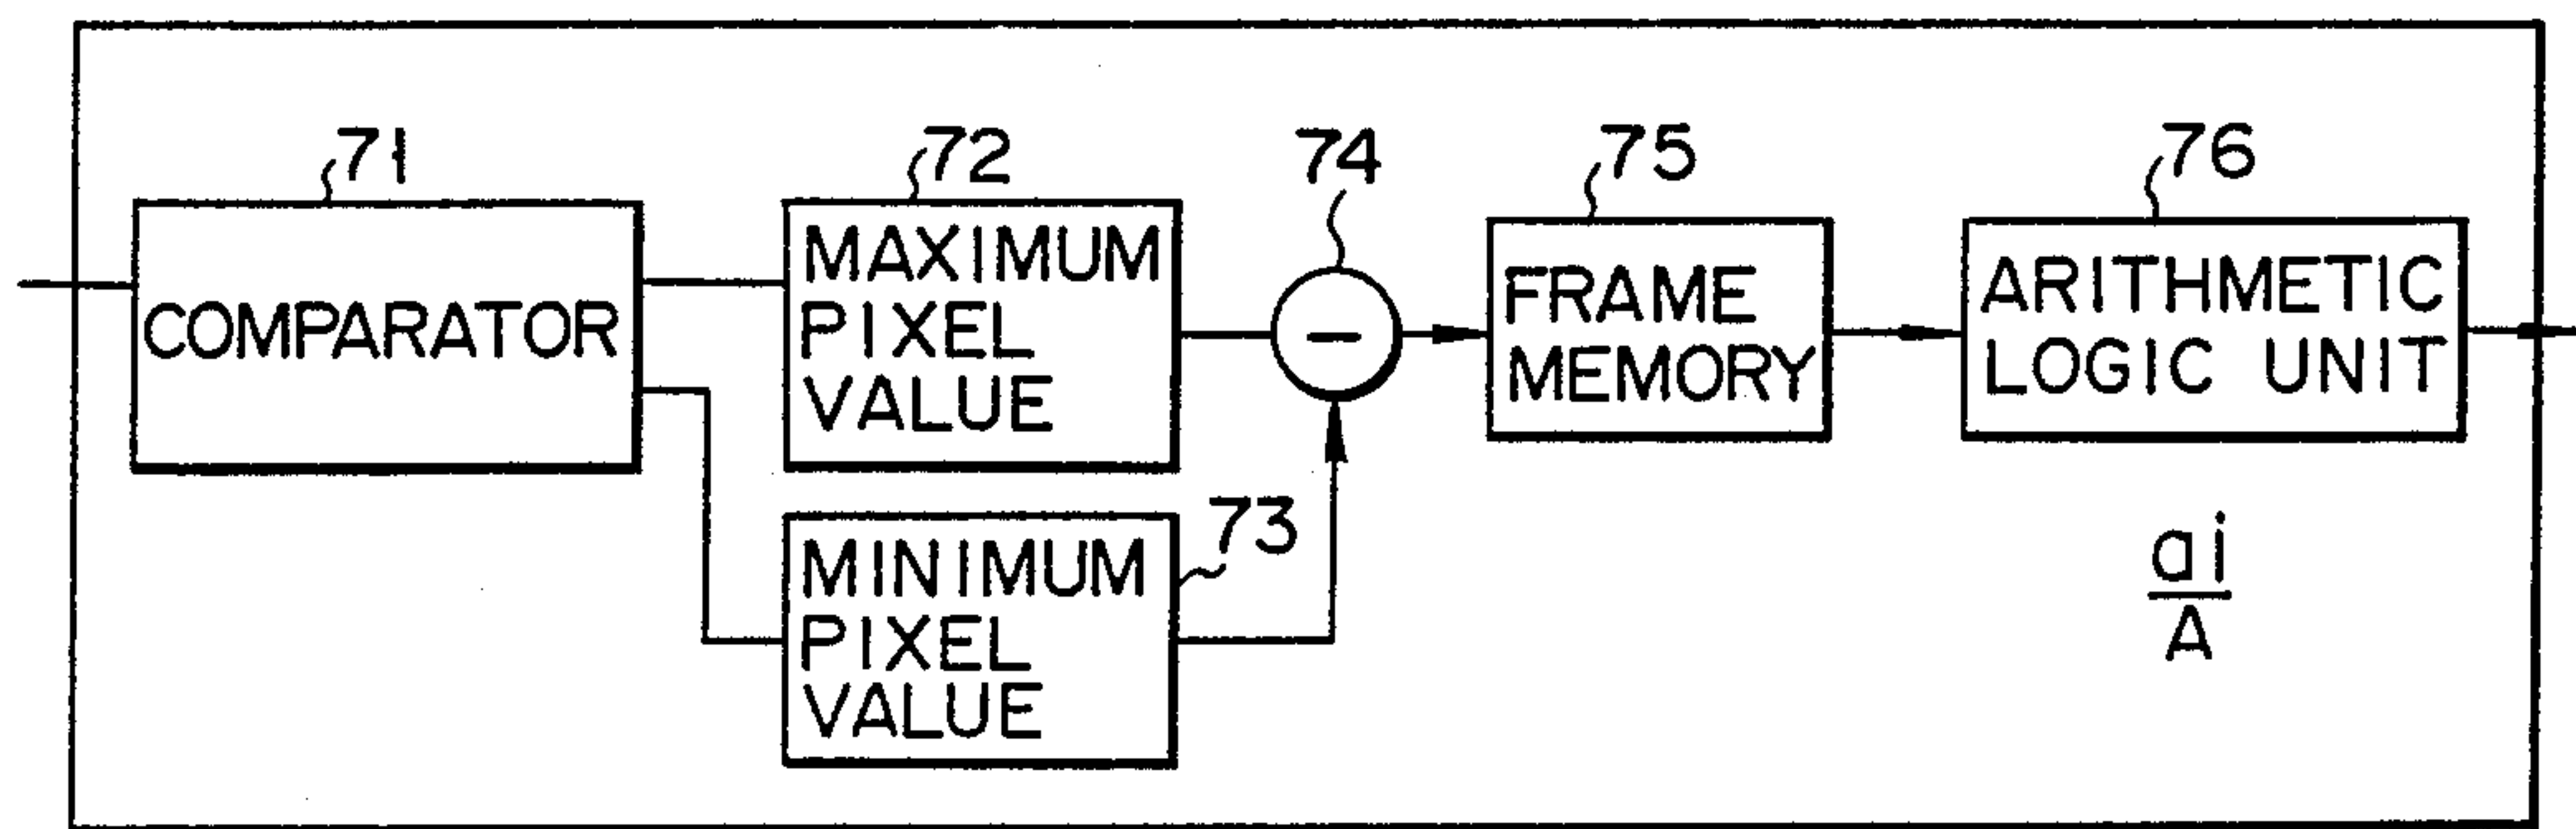 71
72
74
75
76
COMPARATOR
MAXIMUM
PIXEL
VALUE
−
FRAME
MEMORY
ARITHMETIC
LOGIC UNIT
73
MINIMUM
PIXEL
VALUE
ai
A